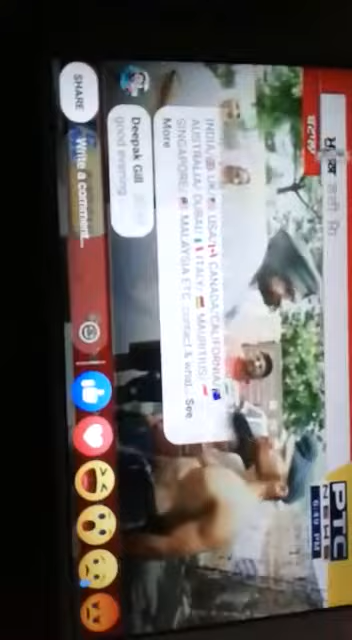 SHARE
Write a comment...
Deepak Gill
good evening
INDIA/ UK/ USA/ CANADA/CALIFORNIA/
AUSTRALIA/ DUBAI/ ITALY/ MAURITIUS/
SINGAPORE/ MALAYSIA ETC contact & what... See
More
PTC
NEWS
6:49 PM